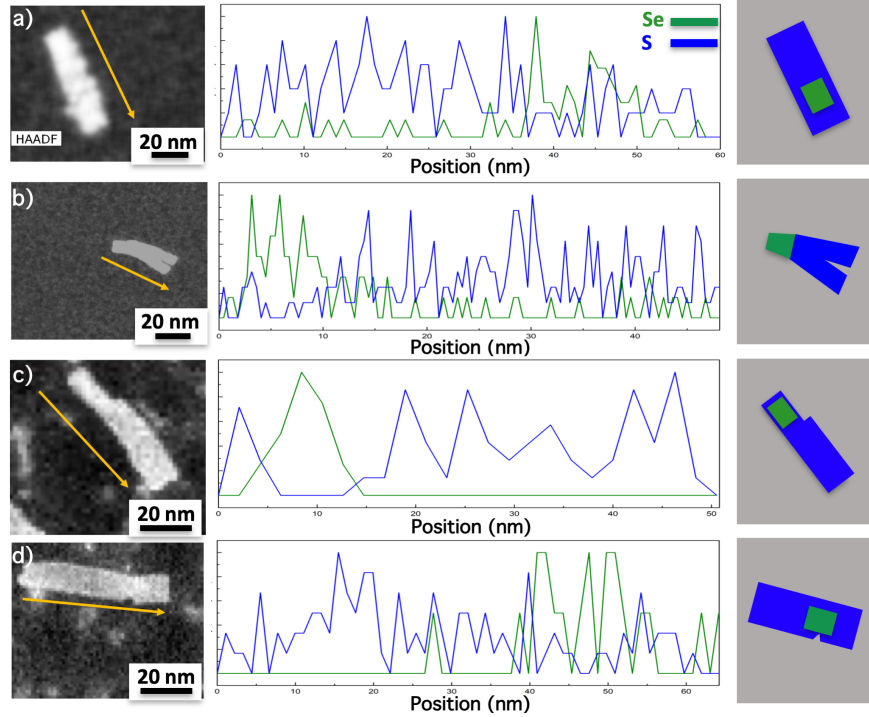 a)
HAADF
20 nm
Se
S
0 10 20 30 40 50 60
Position (nm)
b)
20 nm
0 10 20 30 40
Position (nm)
c)
20 nm
0 10 20 30 40 50
Position (nm)
d)
20 nm
0 10 20 30 40 50 60
Position (nm)